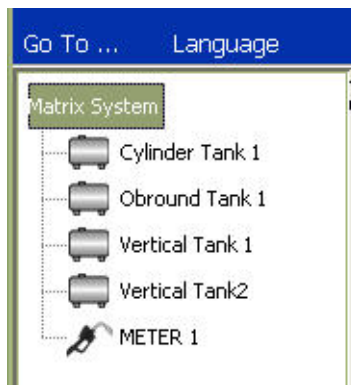 Go To ... Language
Matrix System
Cylinder Tank 1
Obround Tank 1
Vertical Tank 1
Vertical Tank2
METER 1